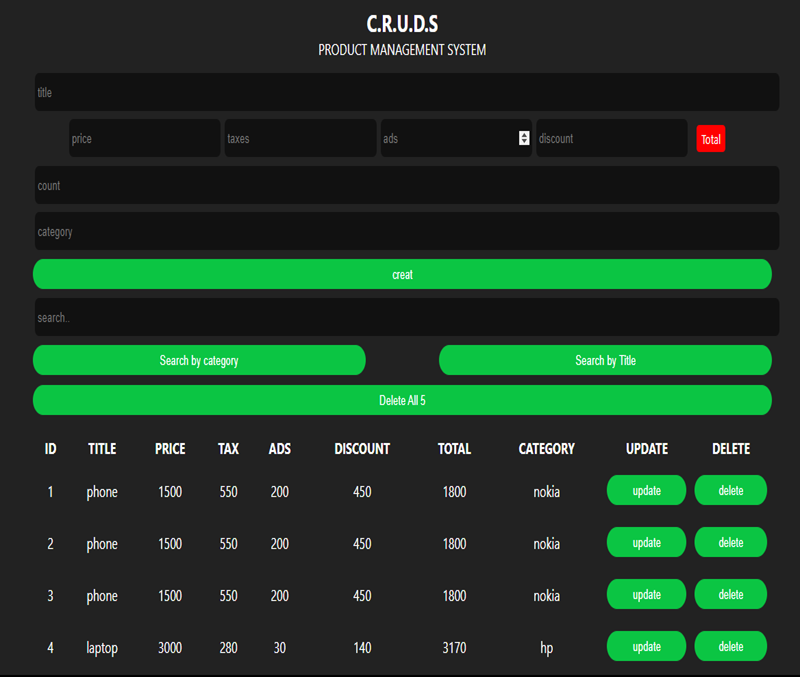 C.R.U.D.S
PRODUCT MANAGEMENT SYSTEM
title
price taxes ads discount Total
count
category
creat
search..
Search by category Search by Title
Delete All 5
ID TITLE PRICE TAX ADS DISCOUNT TOTAL CATEGORY UPDATE DELETE
1 phone 1500 550 200 450 1800 nokia update delete
2 phone 1500 550 200 450 1800 nokia update delete
3 phone 1500 550 200 450 1800 nokia update delete
4 laptop 3000 280 30 140 3170 hp update delete